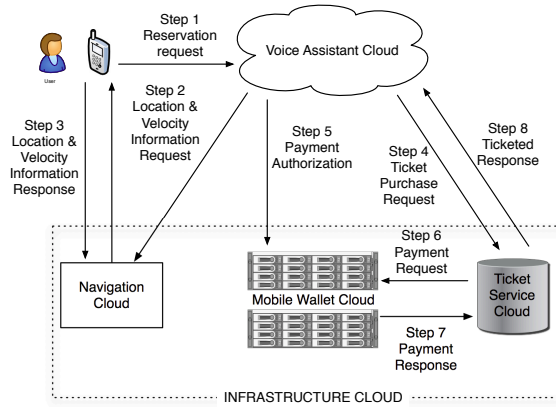 Step 1
Reservation
request
Voice Assistant Cloud
User
Step 2
Location &
Velocity
Information
Request
Step 3
Location &
Velocity
Information
Response
Step 5
Payment
Authorization
Step 4
Ticket
Purchase
Request
Step 8
Ticketed
Response
Step 6
Payment
Request
Navigation
Cloud
Mobile Wallet Cloud
Ticket
Service
Cloud
Step 7
Payment
Response
INFRASTRUCTURE CLOUD